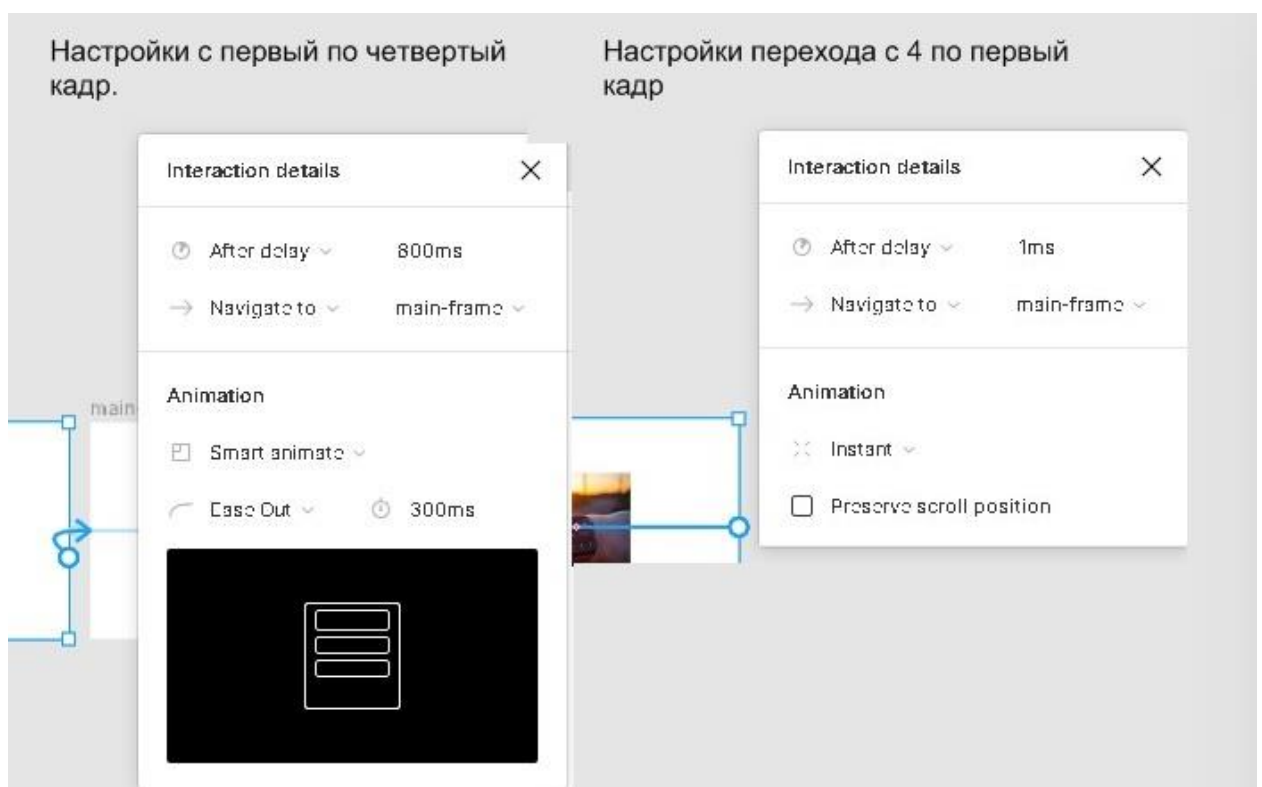 Настройки с первый по четвертый
кадр.
Interaction details
After delay 800ms
Navigate to main-frame
main
Animation
Smart animate
Ease Out 300ms
Настройки перехода с 4 по первый
кадр
Interaction details
After delay 1ms
Navigate to main-frame
Animation
Instant
Preserve scroll position